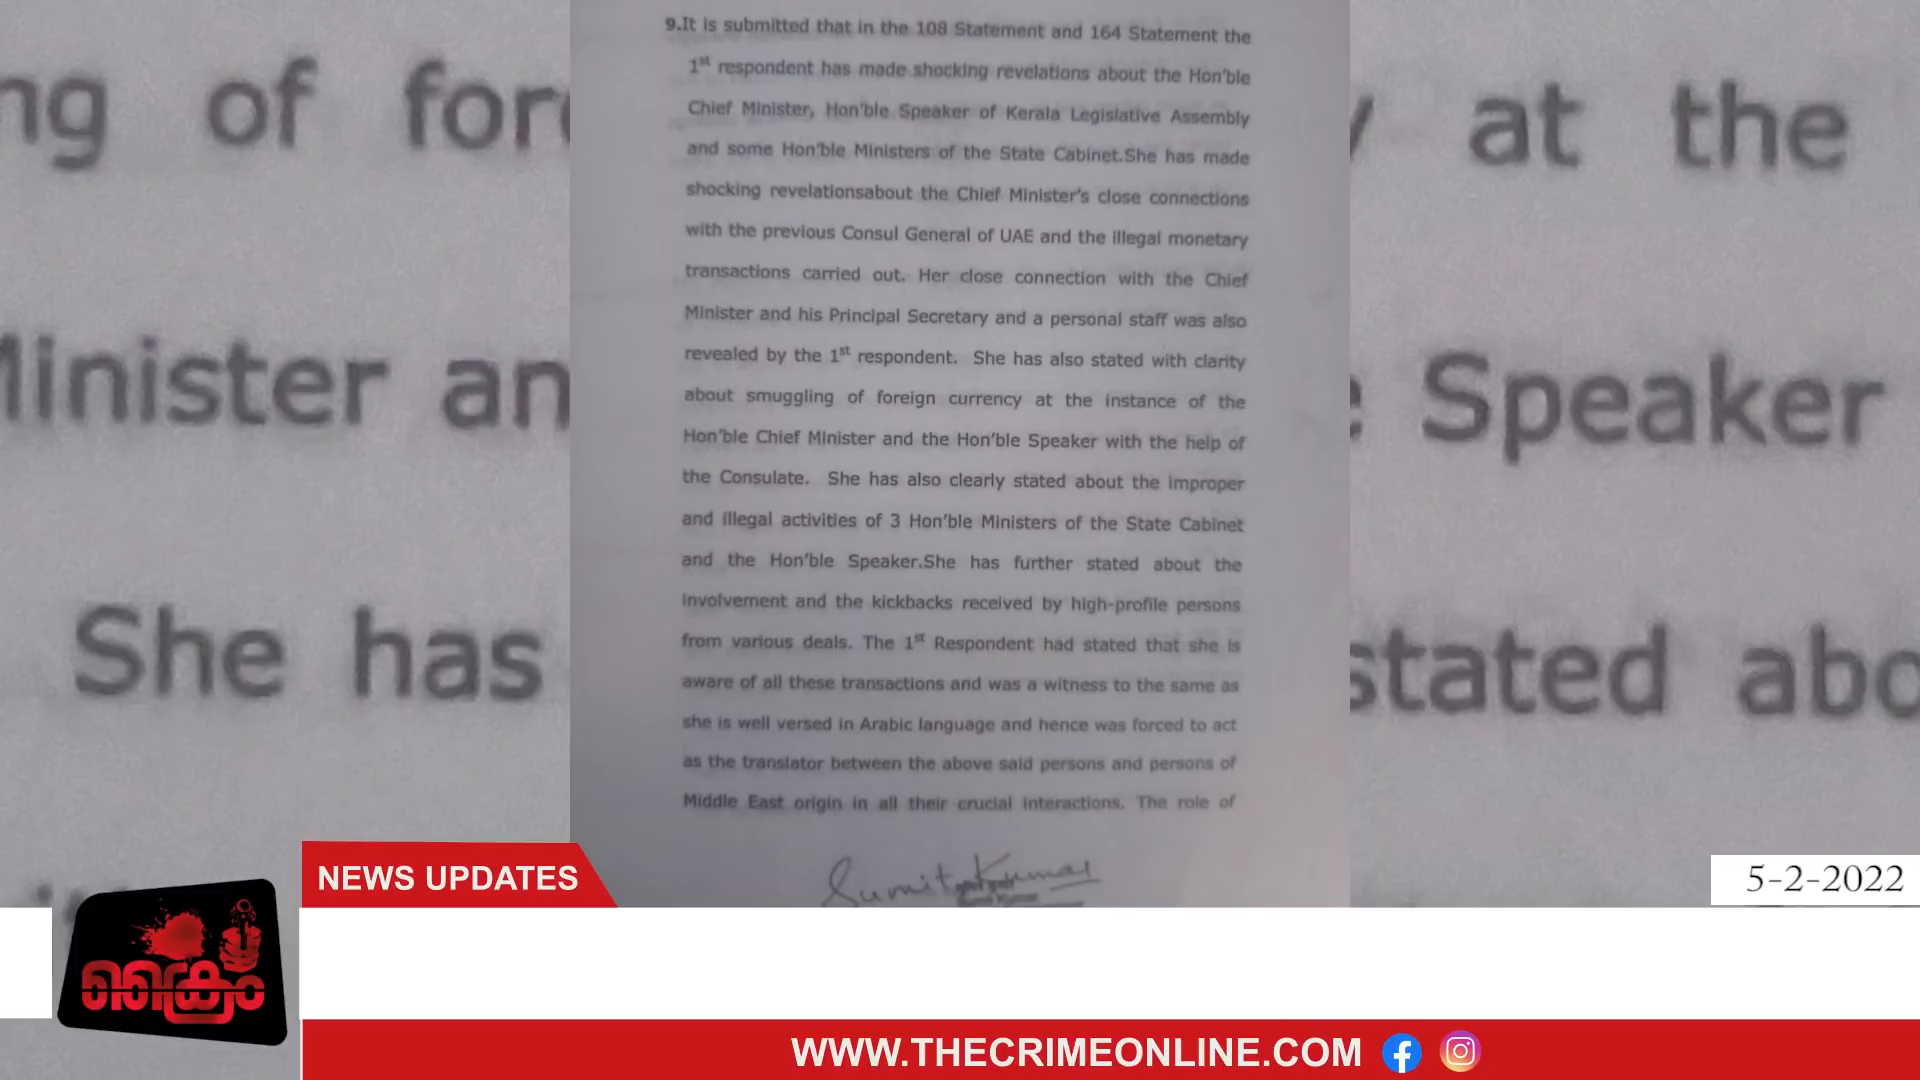 9.It is submitted that in the 108 Statement and 164 Statement the
1st respondent has made shocking revelations about the Hon'ble
Chief Minister, Hon'ble Speaker of Kerala Legislative Assembly
and some Hon'ble Ministers of the State Cabinet.She has made
shocking revelationsabout the Chief Minister's close connections
with the previous Consul General of UAE and the illegal monetary
transactions carried out. Her close connection with the Chief
Minister and his Principal Secretary and a personal staff was also
revealed by the 1st respondent. She has also stated with clarity
about smuggling of foreign currency at the instance of the
Hon'ble Chief Minister and the Hon'ble Speaker with the help of
the Consulate. She has also clearly stated about the improper
and illegal activities of 3 Hon'ble Ministers of the State Cabinet
and the Hon'ble Speaker.She has further stated about the
involvement and the kickbacks received by high-profile persons
from various deals. The 1st Respondent had stated that she is
aware of all these transactions and was a witness to the same as
she is well versed in Arabic language and hence was forced to act
as the translator between the above said persons and persons of
Middle East origin in all their crucial interactions. The role of
Sumit Kumar
ng of for
at the
Minister an
Speaker
She has
stated abo
NEWS UPDATES
5-2-2022
ക്രൈം
WWW.THECRIMEONLINE.COM